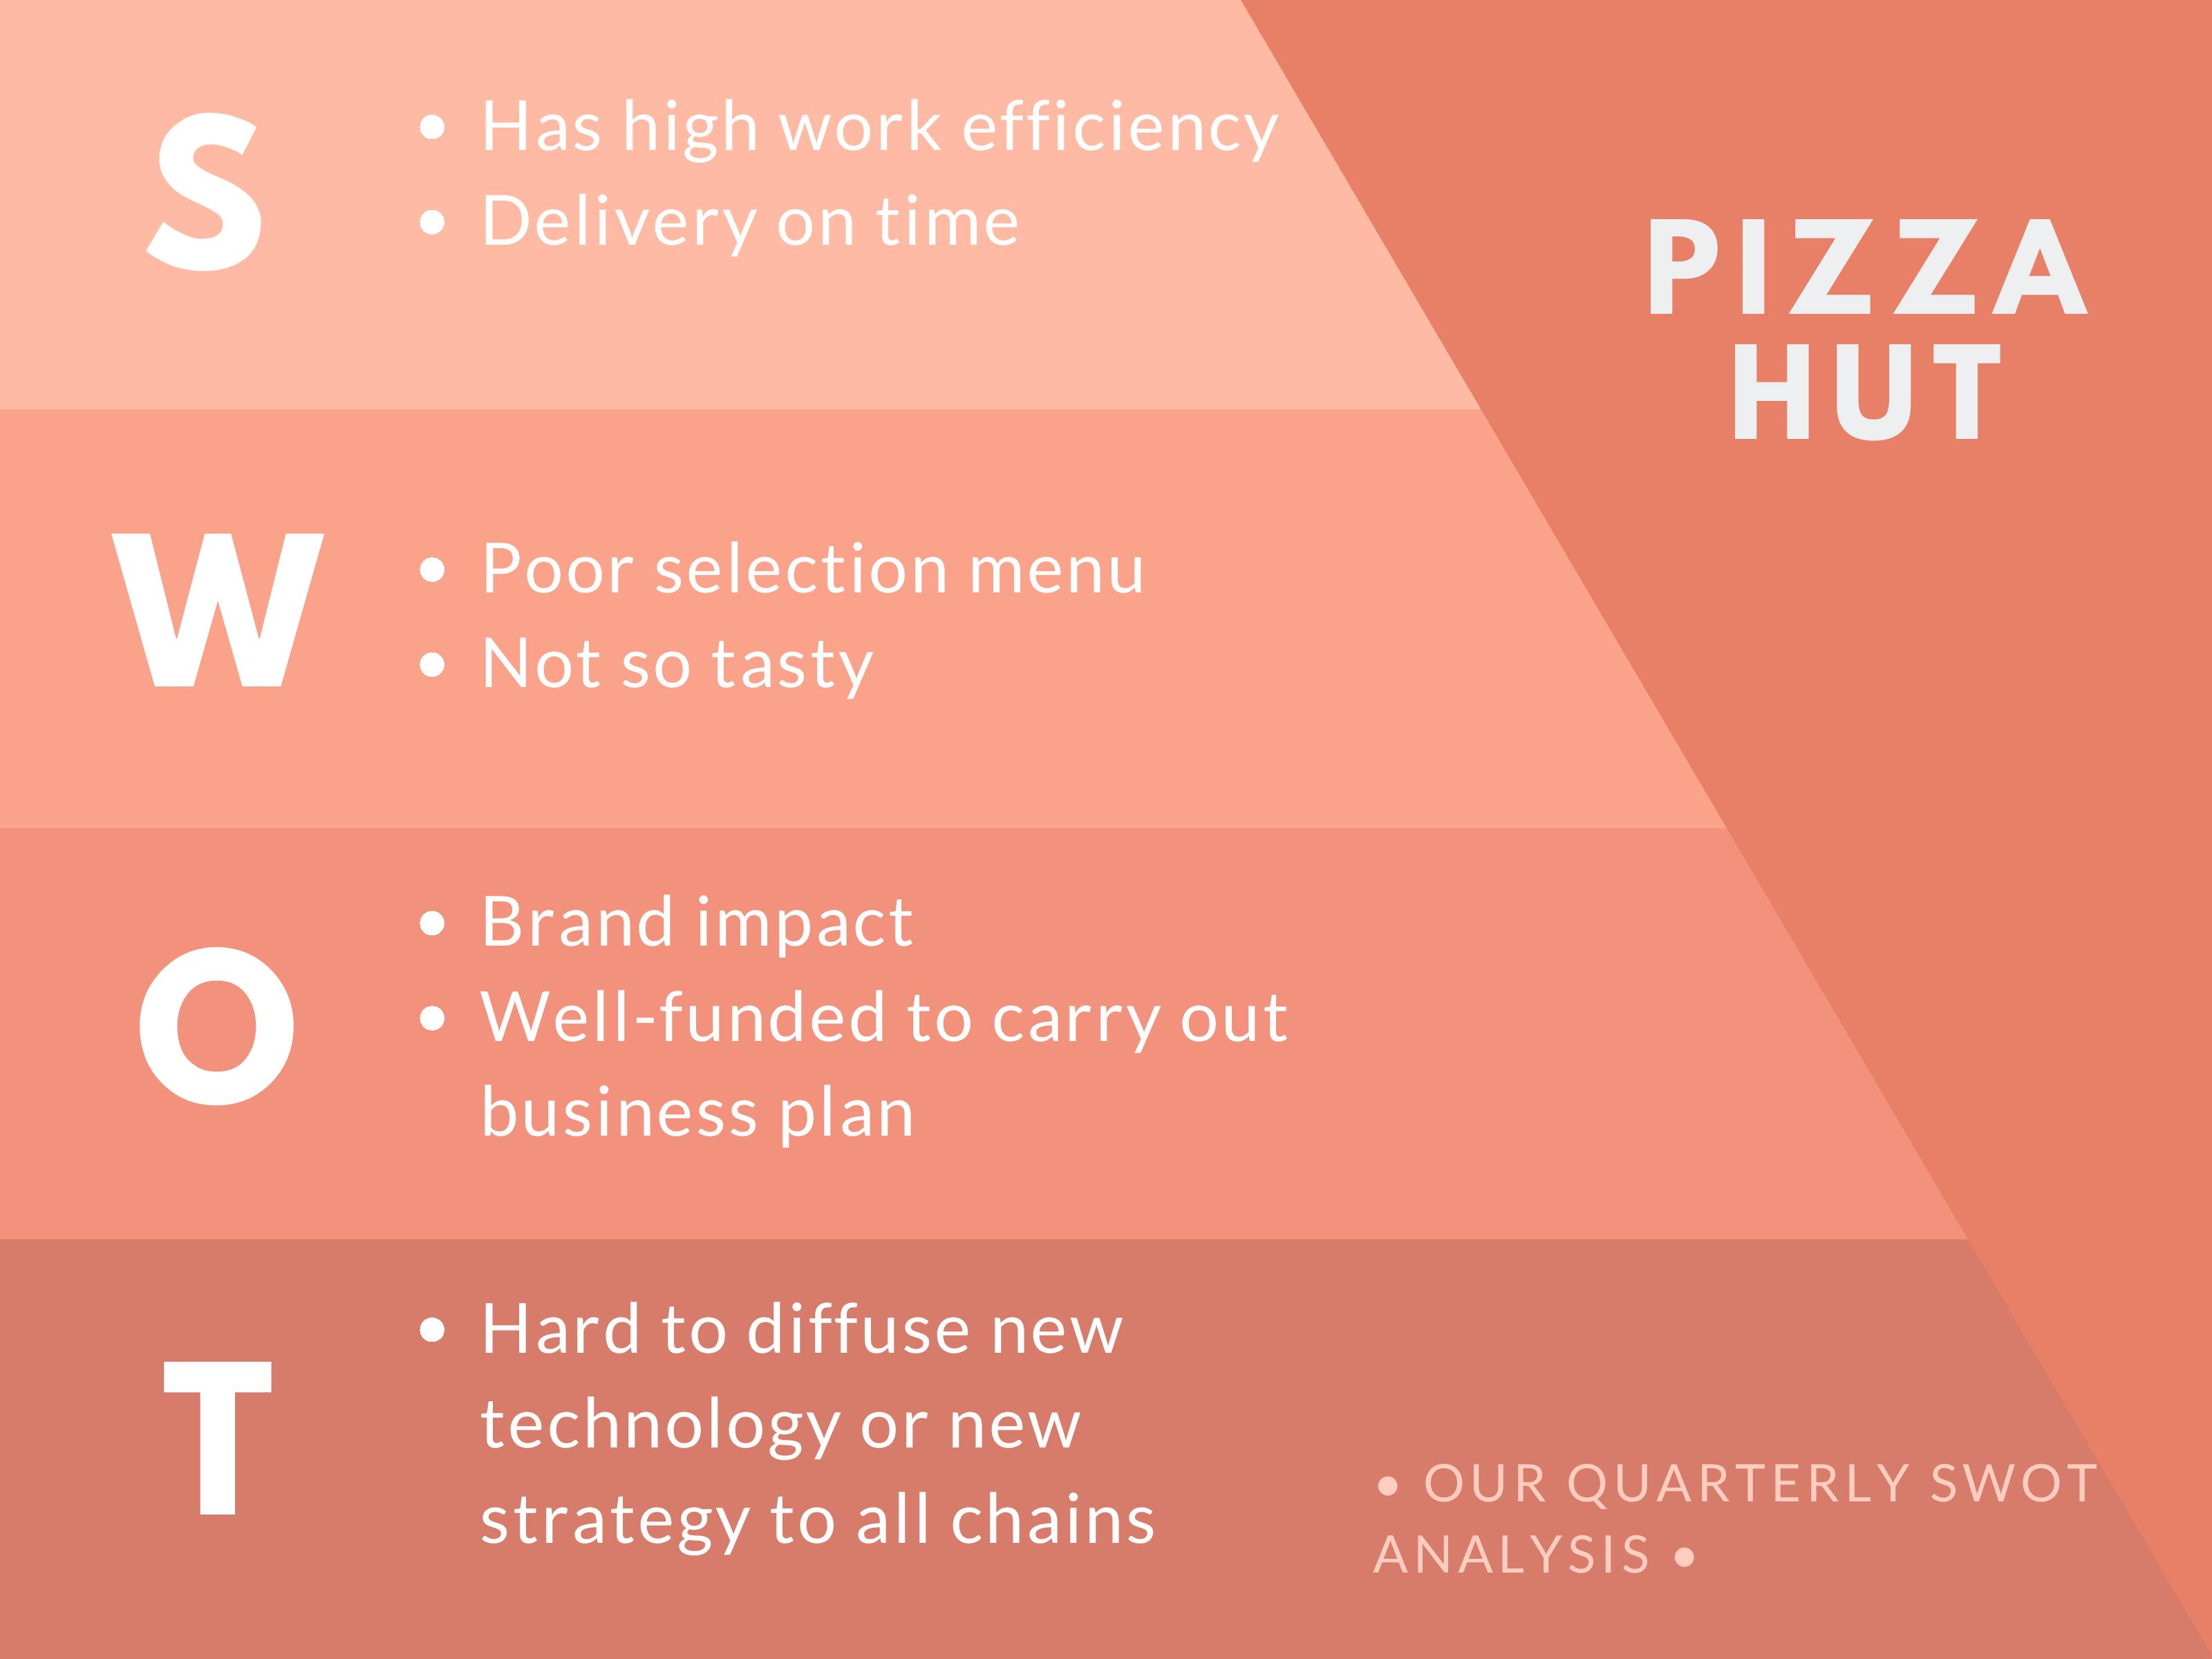 S
• Has high work efficiency
• Delivery on time
PIZZA
HUT
W
• Poor selection menu
• Not so tasty
O
• Brand impact
• Well-funded to carry out
business plan
T
• Hard to diffuse new
technology or new
strategy to all chains
• OUR QUARTERLY SWOT
ANALYSIS •